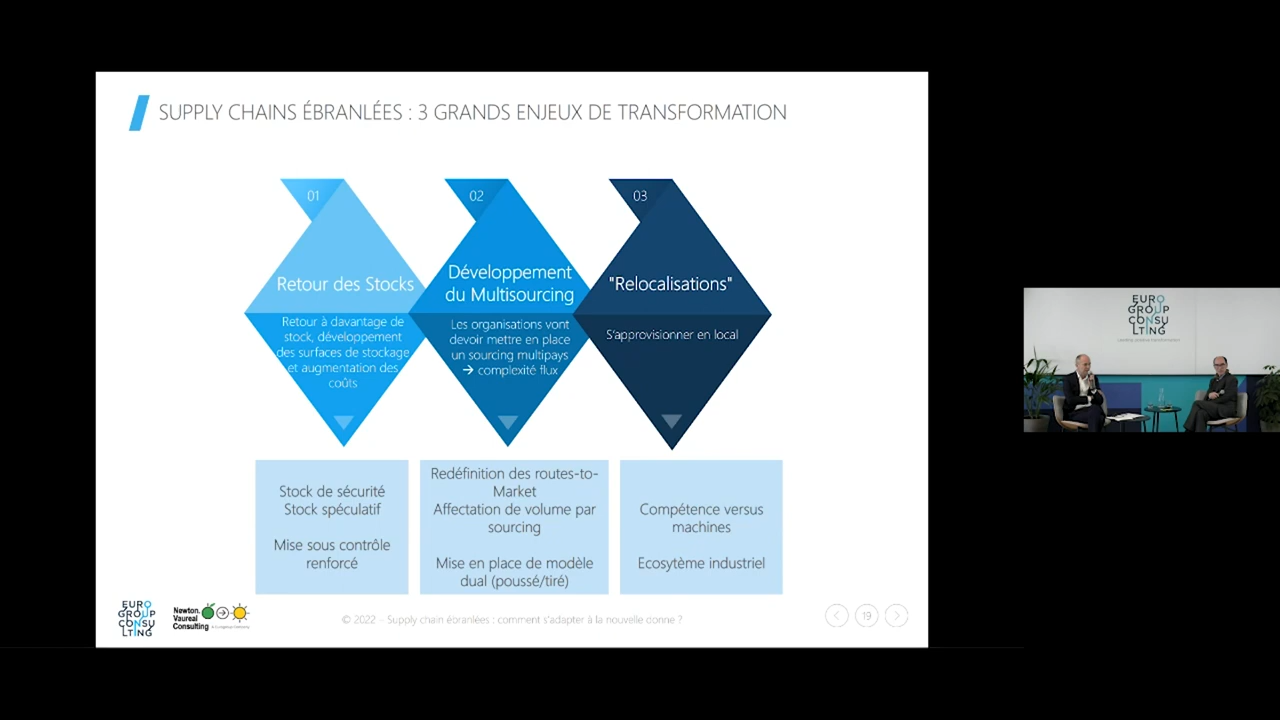 SUPPLY CHAINS ÉBRANLÉES : 3 GRANDS ENJEUX DE TRANSFORMATION
01
02
03
Retour des Stocks
Développement
du Multisourcing
"Relocalisations"
Retour à davantage de
stock, développement
des surfaces de stockage
et augmentation des
coûts
Les organisations vont
devoir mettre en place
un sourcing multipays
→ complexité flux
S'approvisionner en local
Stock de sécurité
Stock spéculatif
Mise sous contrôle
renforcé
Redéfinition des routes-to-
Market
Affectation de volume par
sourcing
Mise en place de modèle
dual (poussé/tiré)
Compétence versus
machines
Ecosytème industriel
EURO
GROUP
CONSU
LTING
Newton.
Vaureal
Consulting
© 2022 – Supply chain ébranlées : comment s'adapter à la nouvelle donne ?
19
EURO
GROUP
CONSU
LTING